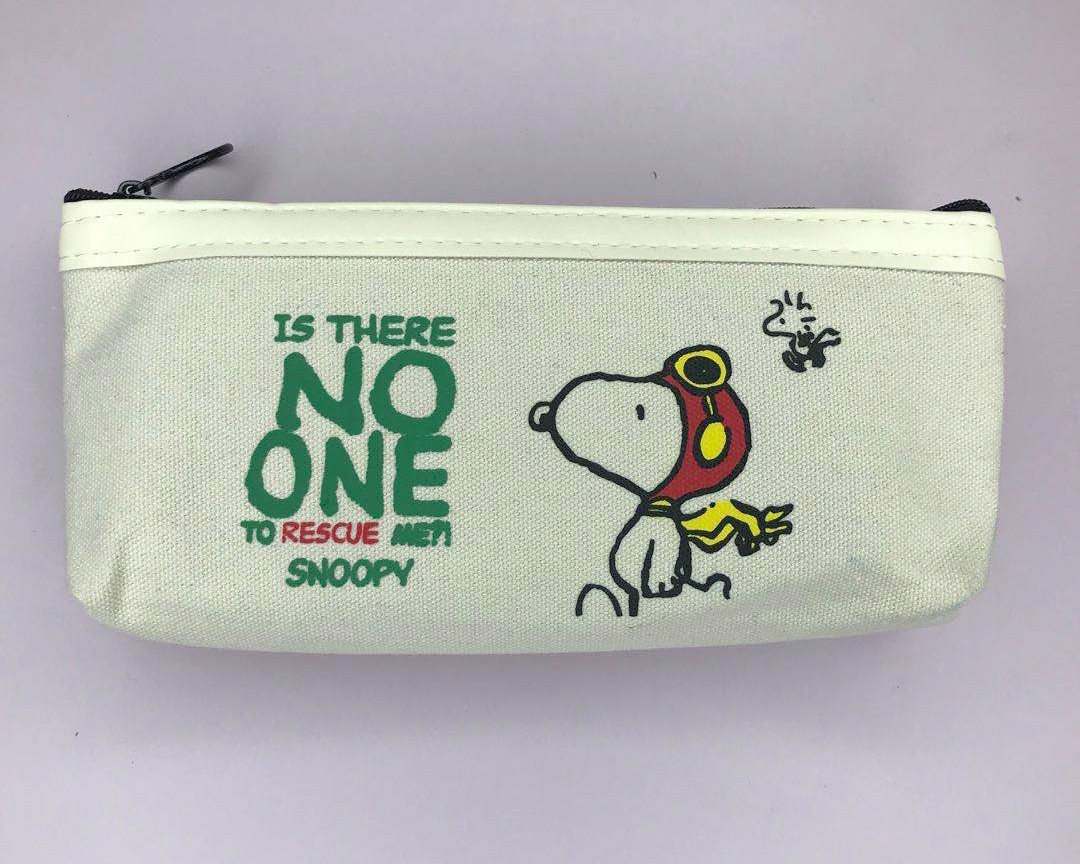 IS THERE
NO
ONE
TO RESCUE ME?!
SNOOPY